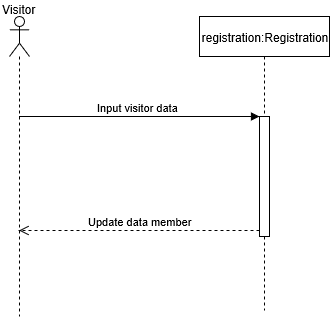 Visitor
registration:Registration
Input visitor data
Update data member